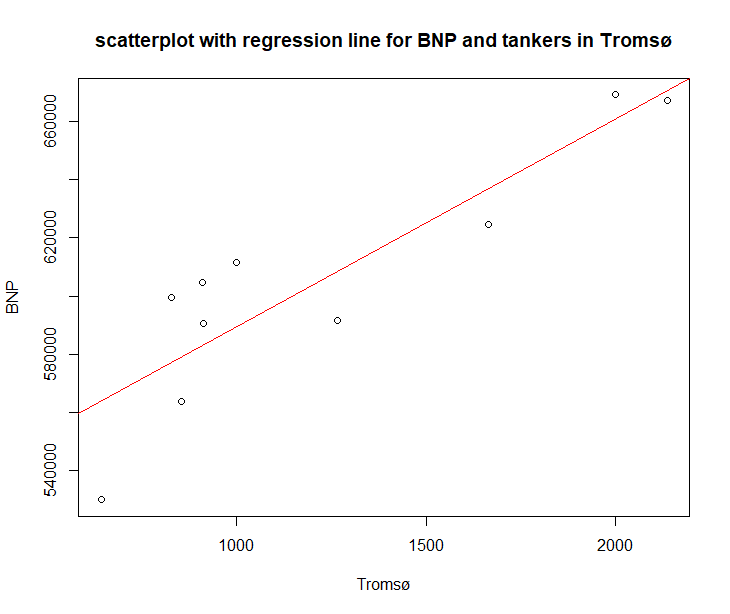 scatterplot with regression line for BNP and tankers in Tromsø
660000
620000
580000
540000
BNP
1000 1500 2000
Tromsø